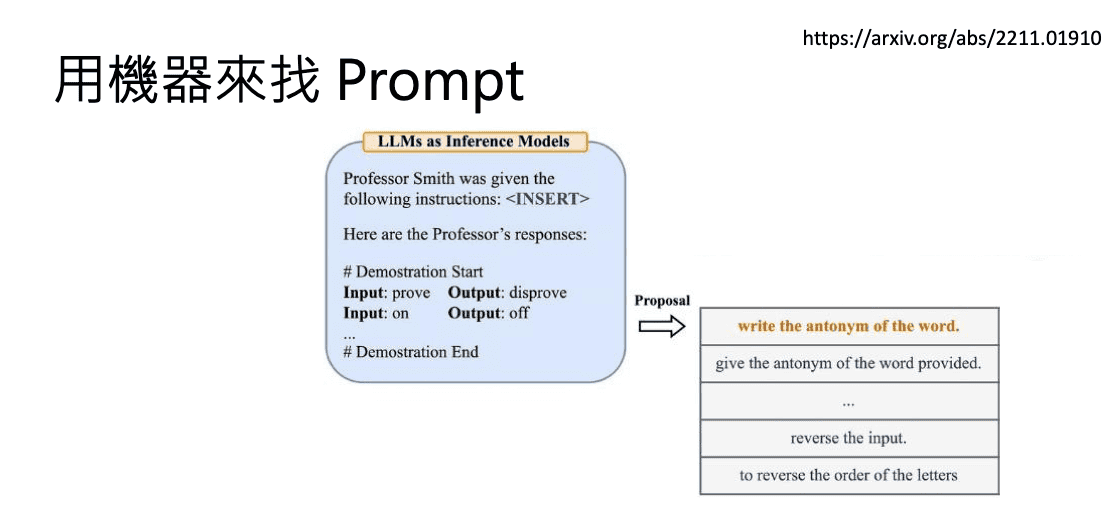 https://arxiv.org/abs/2211.01910
用機器來找 Prompt
LLMs as Inference Models
Professor Smith was given the
following instructions: <INSERT>
Here are the Professor's responses:
# Demostration Start
Input: prove Output: disprove
Input: on Output: off
...
# Demostration End
Proposal
write the antonym of the word.
give the antonym of the word provided.
...
reverse the input.
to reverse the order of the letters